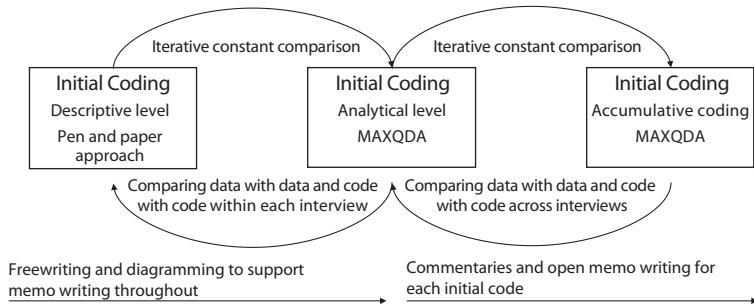 Iterative constant comparison
Iterative constant comparison
Initial Coding
Descriptive level
Pen and paper
approach
Initial Coding
Analytical level
MAXQDA
Initial Coding
Accumulative coding
MAXQDA
Comparing data with data and code
with code within each interview
Comparing data with data and code
with code across interviews
Freewriting and diagramming to support
memo writing throughout
Commentaries and open memo writing for
each initial code